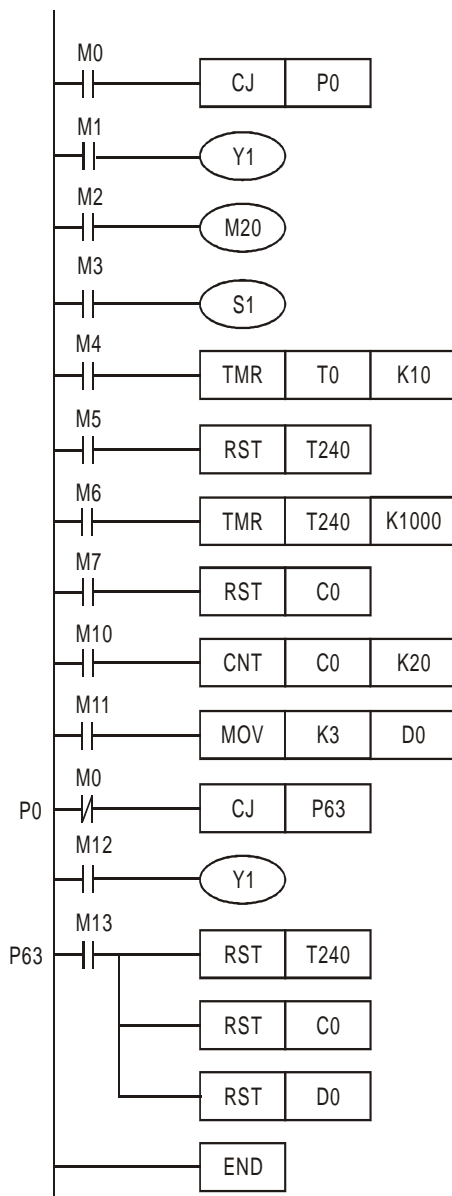 M0
CJ P0
M1
Y1
M2
M20
M3
S1
M4
TMR T0 K10
M5
RST T240
M6
TMR T240 K1000
M7
RST C0
M10
CNT C0 K20
M11
MOV K3 D0
M0
P0 CJ P63
M12
Y1
M13
P63 RST T240
RST C0
RST D0
END